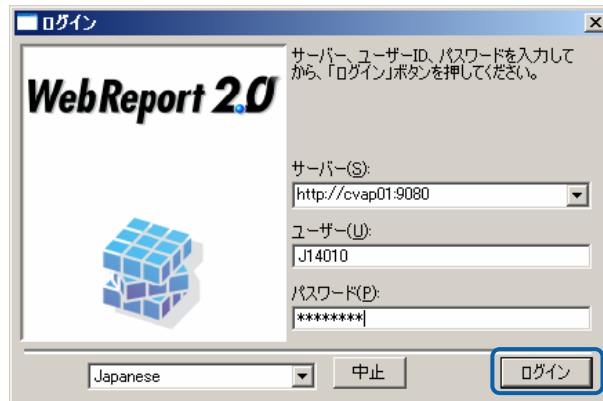 ログイン
サーバー、ユーザーID、パスワードを入力して
から、「ログイン」ボタンを押してください。
WebReport 2.0
サーバー(S):
http://cvap01:9080
ユーザー(U):
J14010
パスワード(P):
********
Japanese
中止
ログイン